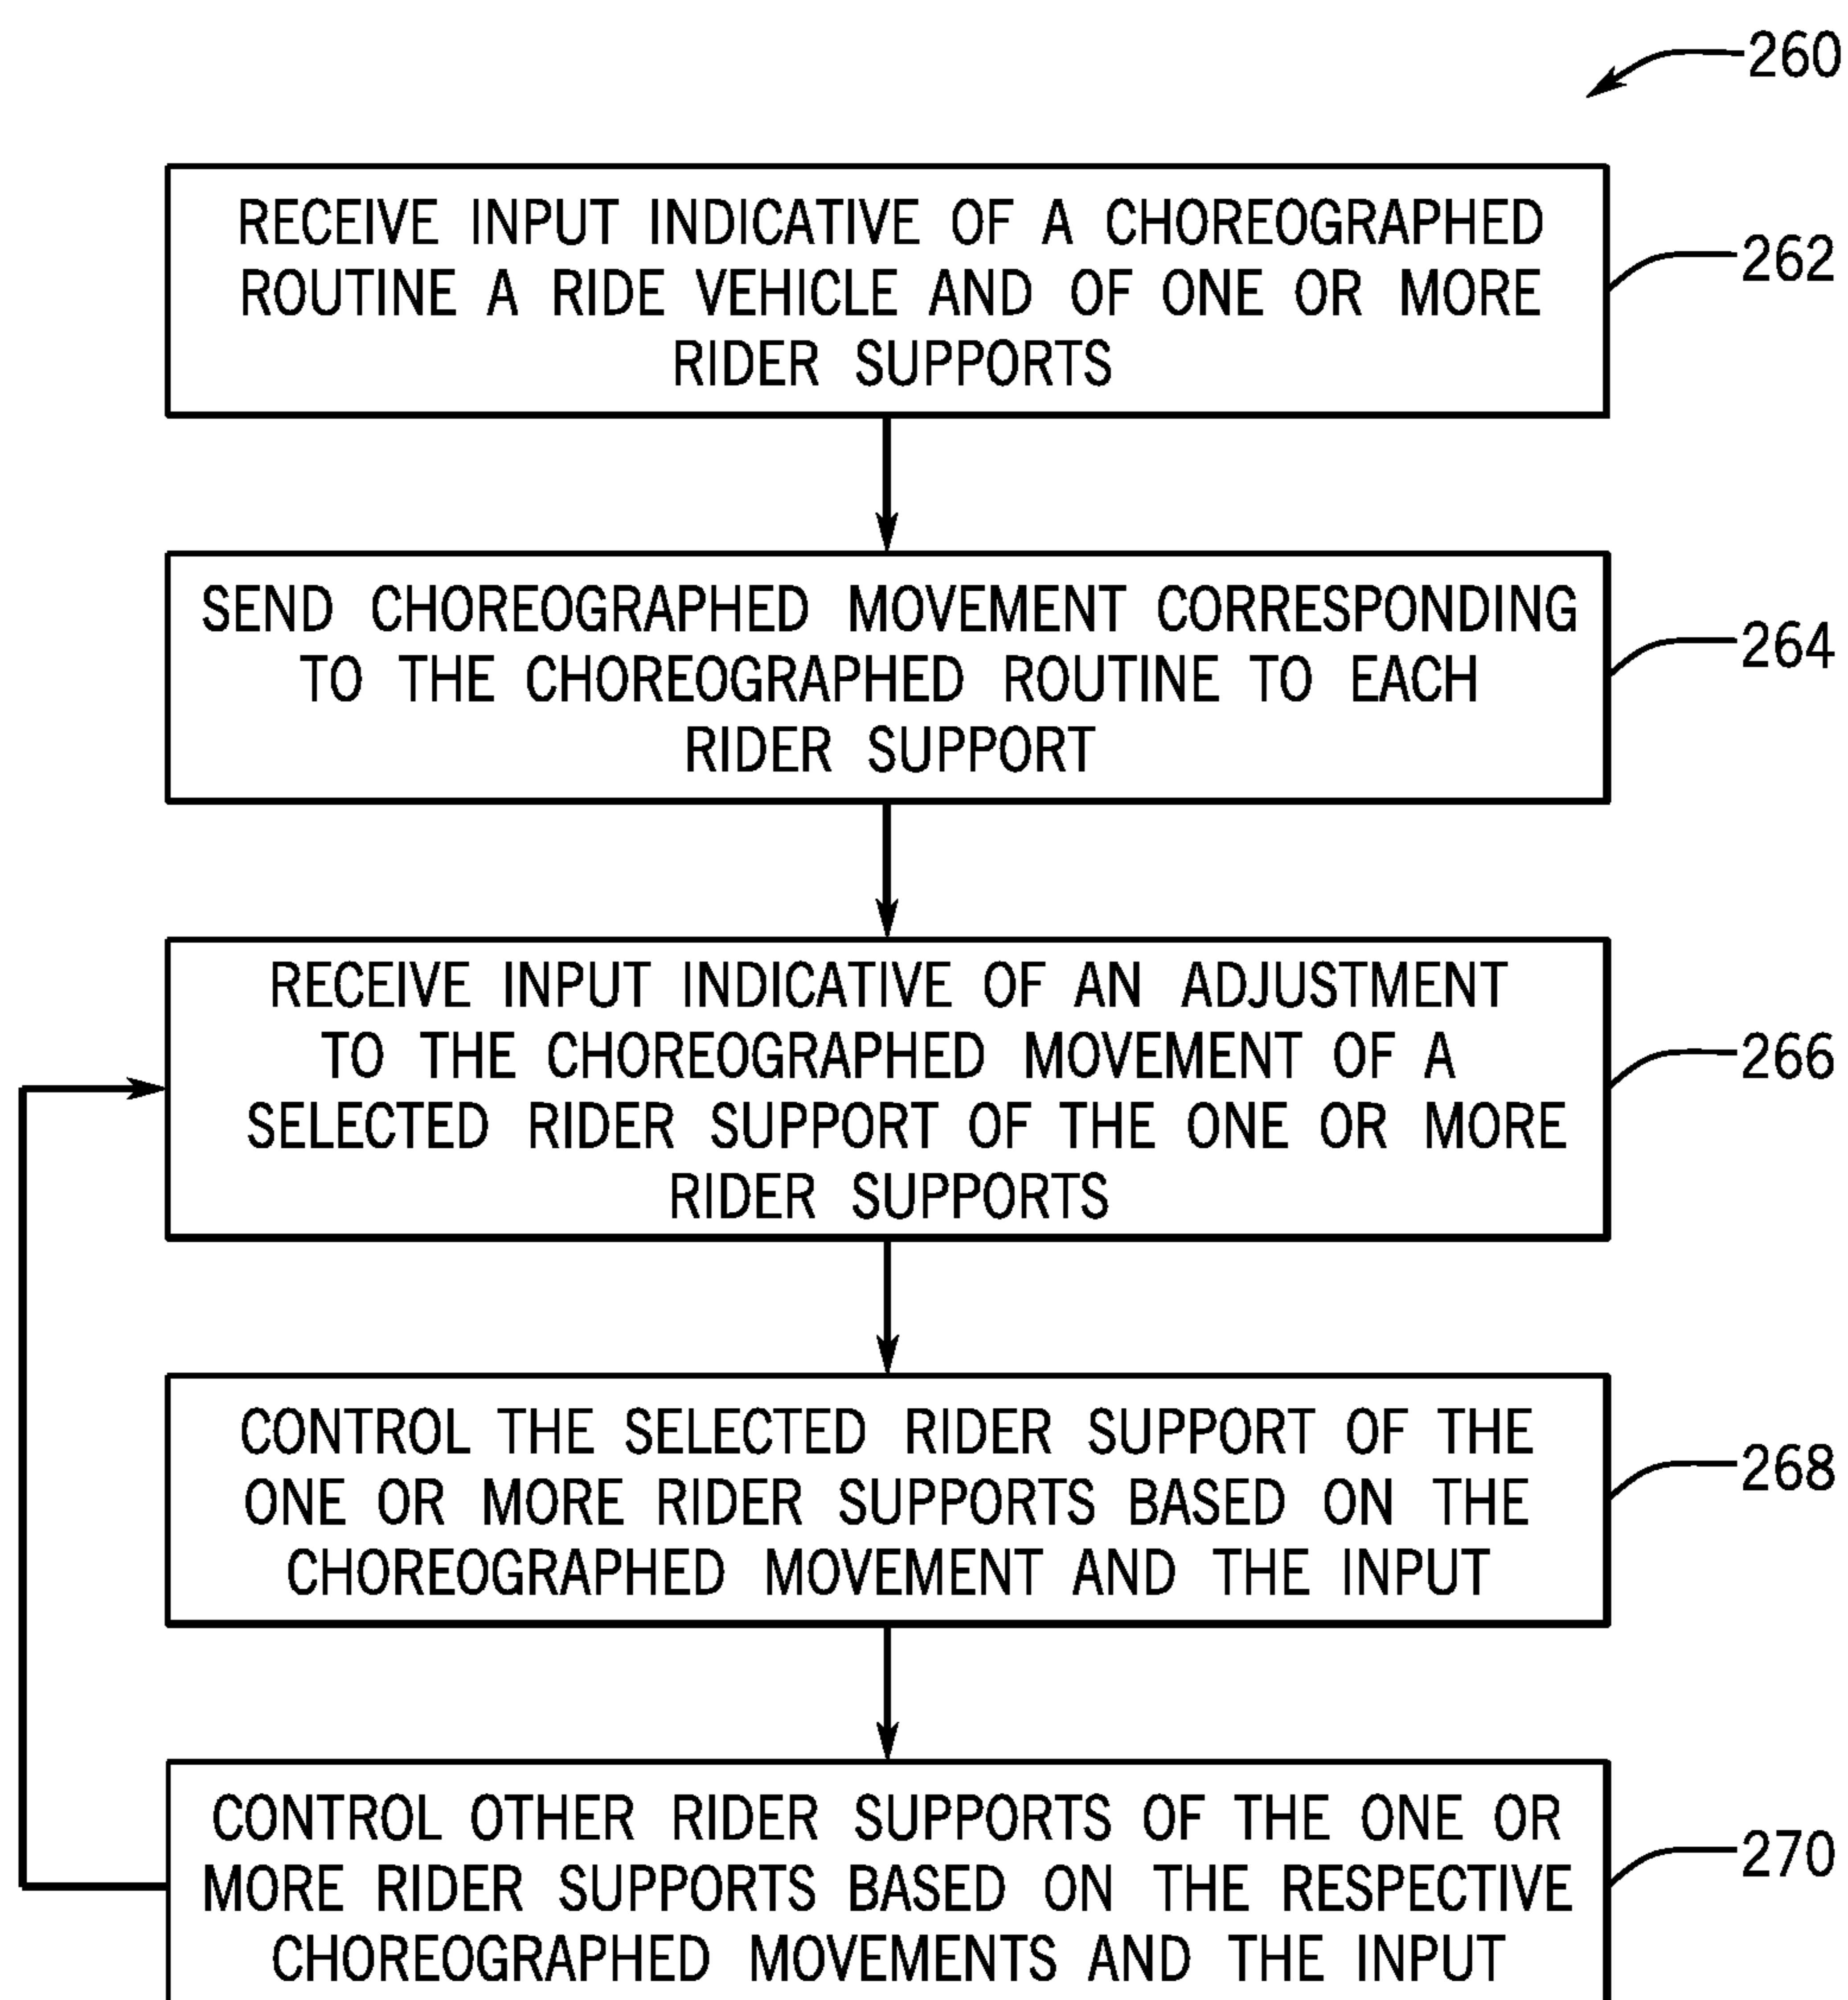 260
RECEIVE INPUT INDICATIVE OF A CHOREOGRAPHED
ROUTINE A RIDE VEHICLE AND OF ONE OR MORE
RIDER SUPPORTS
262
SEND CHOREOGRAPHED MOVEMENT CORRESPONDING
TO THE CHOREOGRAPHED ROUTINE TO EACH
RIDER SUPPORT
264
RECEIVE INPUT INDICATIVE OF AN ADJUSTMENT
TO THE CHOREOGRAPHED MOVEMENT OF A
SELECTED RIDER SUPPORT OF THE ONE OR MORE
RIDER SUPPORTS
266
CONTROL THE SELECTED RIDER SUPPORT OF THE
ONE OR MORE RIDER SUPPORTS BASED ON THE
CHOREOGRAPHED MOVEMENT AND THE INPUT
268
CONTROL OTHER RIDER SUPPORTS OF THE ONE OR
MORE RIDER SUPPORTS BASED ON THE RESPECTIVE
CHOREOGRAPHED MOVEMENTS AND THE INPUT
270